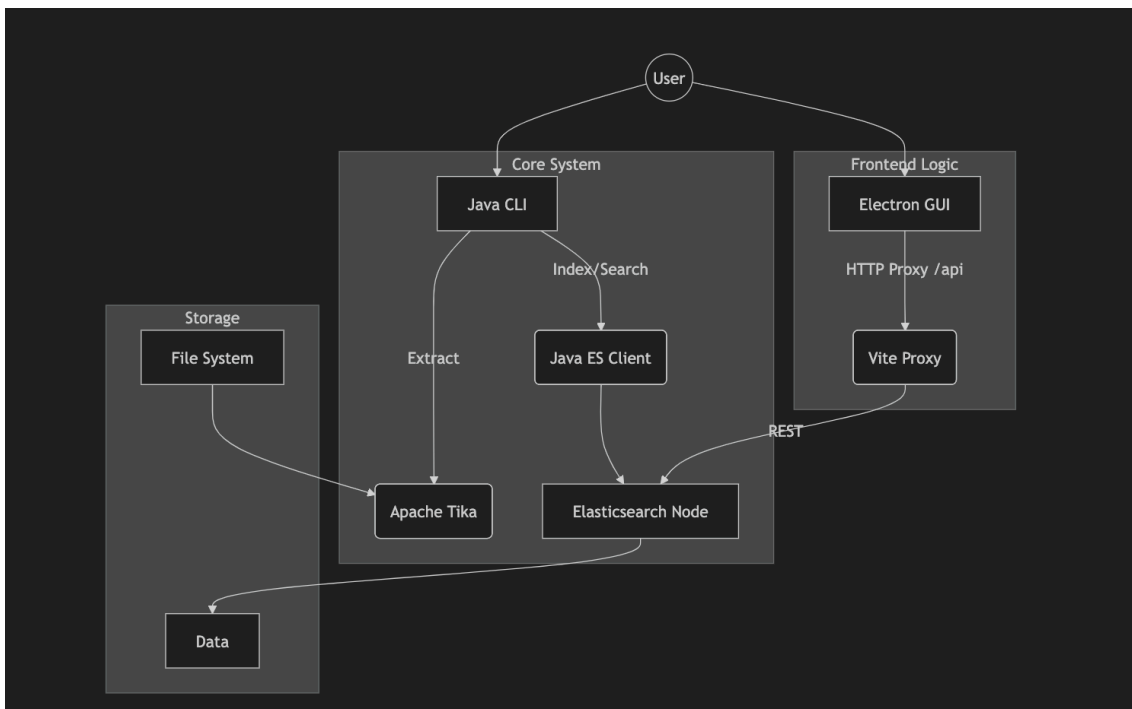 User
Core System
Frontend Logic
Java CLI
Electron GUI
Index/Search
HTTP Proxy /api
Storage
File System
Extract
Java ES Client
Vite Proxy
REST
Apache Tika
Elasticsearch Node
Data